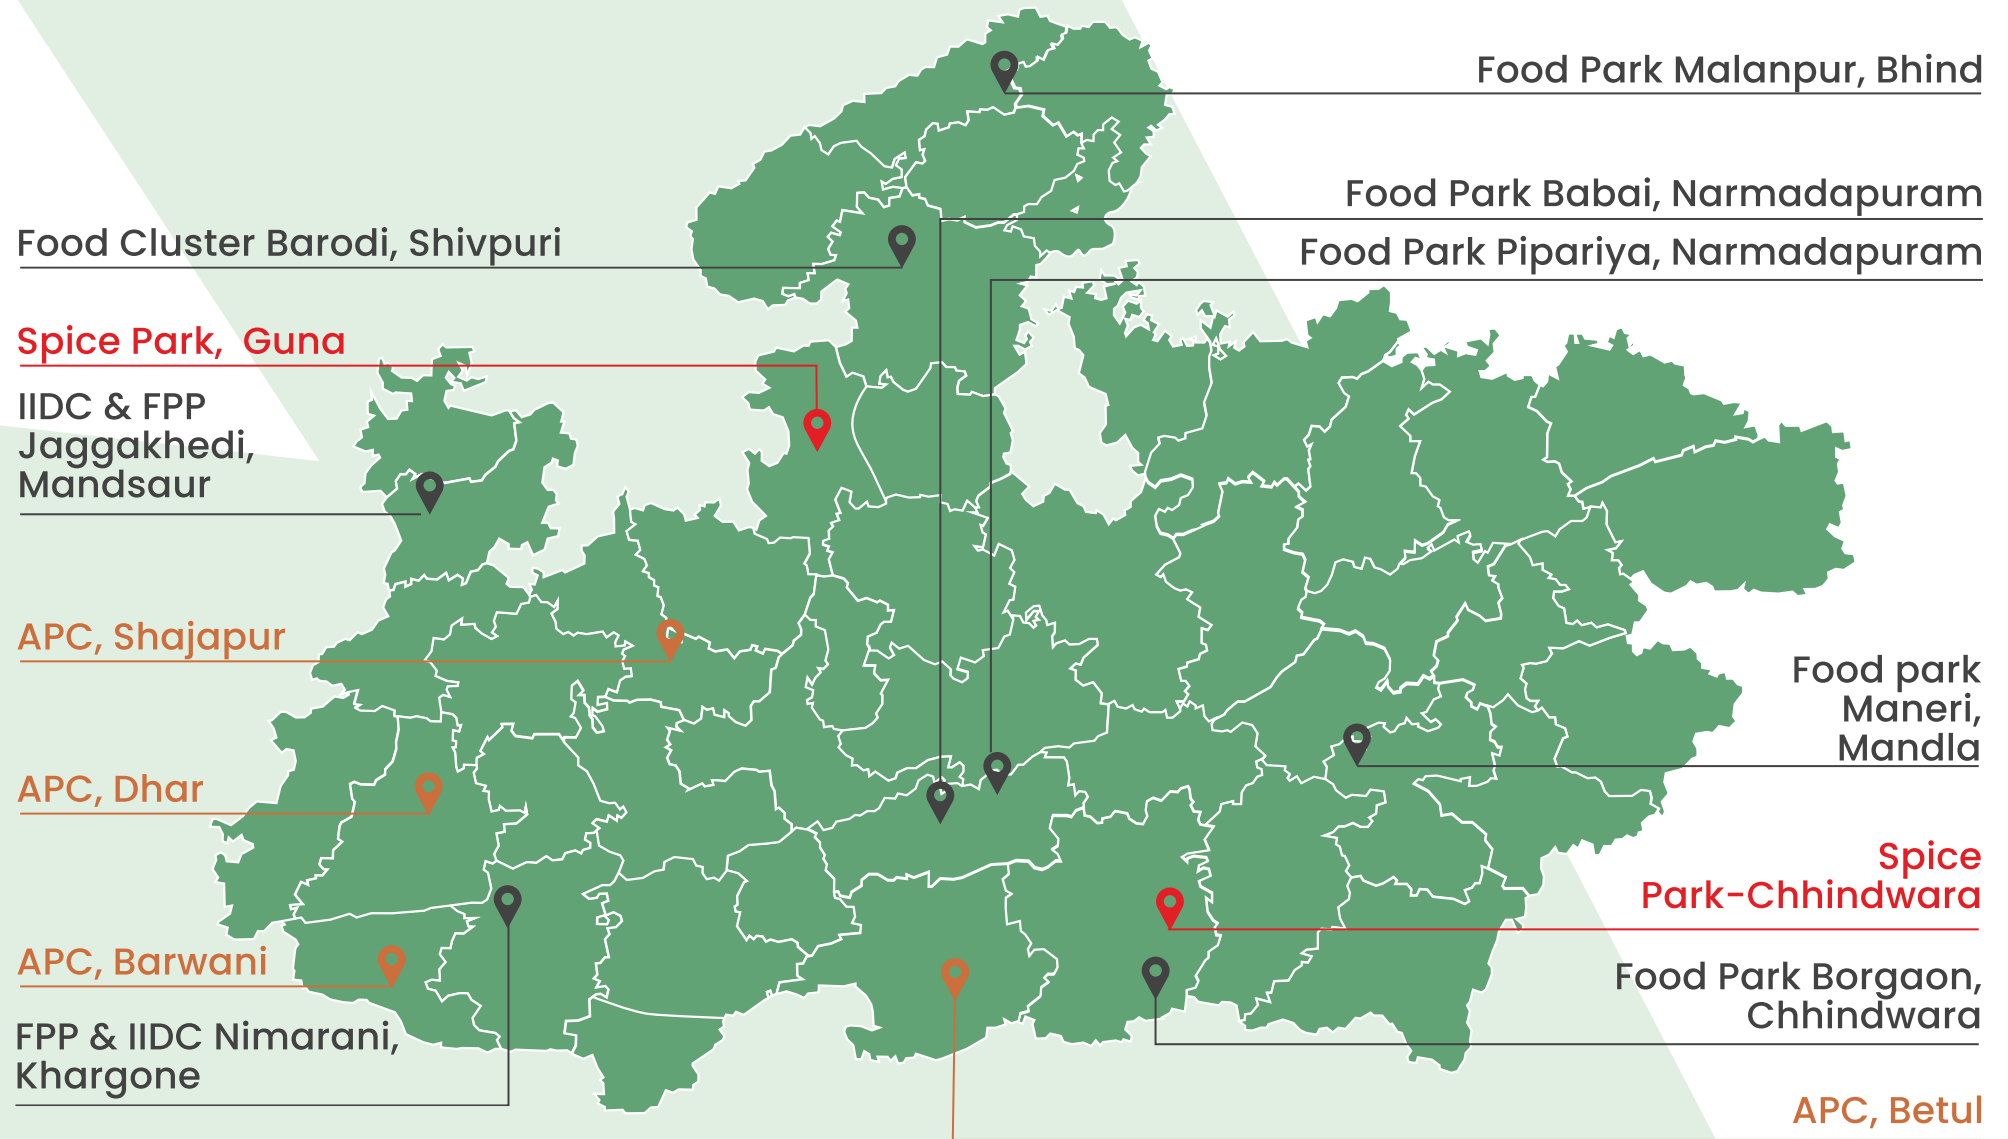 Food Park Malanpur, Bhind
Food Park Babai, Narmadapuram
Food Cluster Barodi, Shivpuri
Food Park Pipariya, Narmadapuram
Spice Park, Guna
IIDC & FPP
Jaggakhedi,
Mandsaur
APC, Shajapur
Food park
Maneri,
Mandla
APC, Dhar
Spice
Park-Chhindwara
APC, Barwani
Food Park Borgaon,
Chhindwara
FPP & IIDC Nimarani,
Khargone
APC, Betul